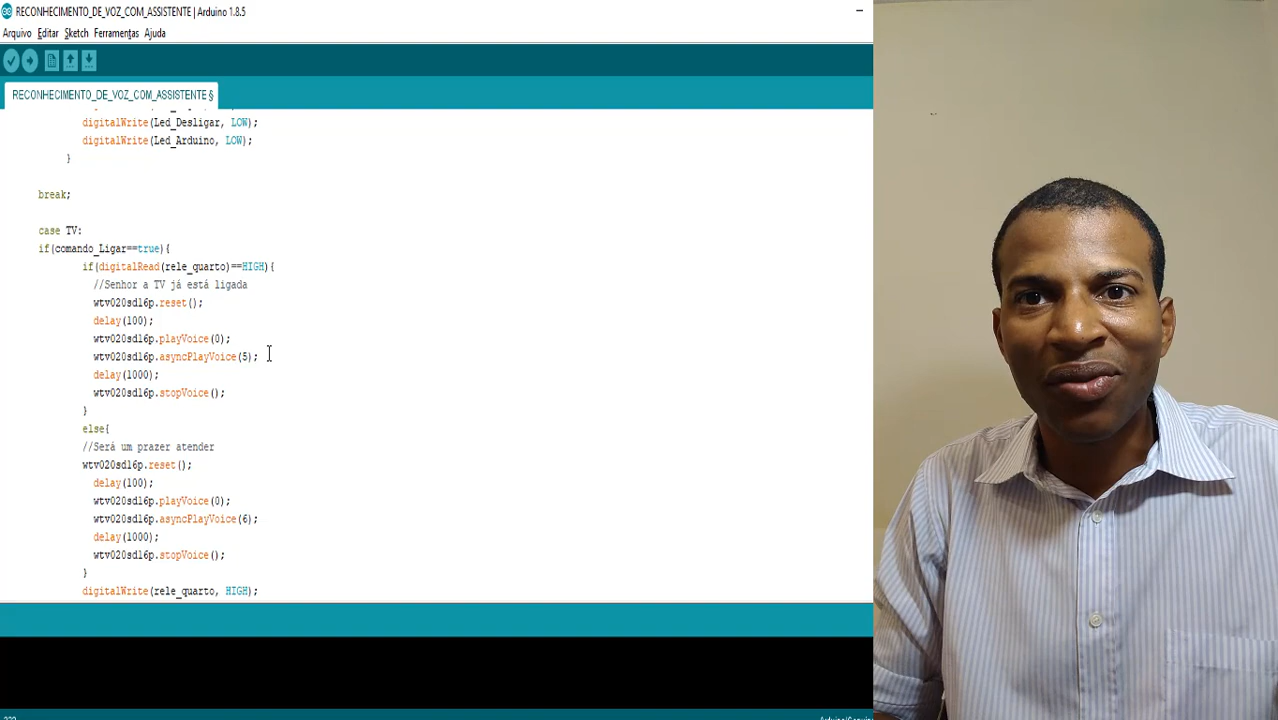 RECONHECIMENTO_DE_VOZ_COM_ASSISTENTE | Arduino 1.8.5
Arquivo Editar Sketch Ferramentas Ajuda
RECONHECIMENTO_DE_VOZ_COM_ASSISTENTE §
digitalWrite(Led_Desligar, LOW);
digitalWrite(Led_Arduino, LOW);
}
break;
case TV:
if(comando_Ligar==true){
if(digitalRead(rele_quarto)==HIGH){
//Senhor a TV já está ligada
wtv020sd16p.reset();
delay(100);
wtv020sd16p.playVoice(0);
wtv020sd16p.asyncPlayVoice(5);
delay(1000);
wtv020sd16p.stopVoice();
}
else{
//Será um prazer atender
wtv020sd16p.reset();
delay(100);
wtv020sd16p.playVoice(0);
wtv020sd16p.asyncPlayVoice(6);
delay(1000);
wtv020sd16p.stopVoice();
}
digitalWrite(rele_quarto, HIGH);